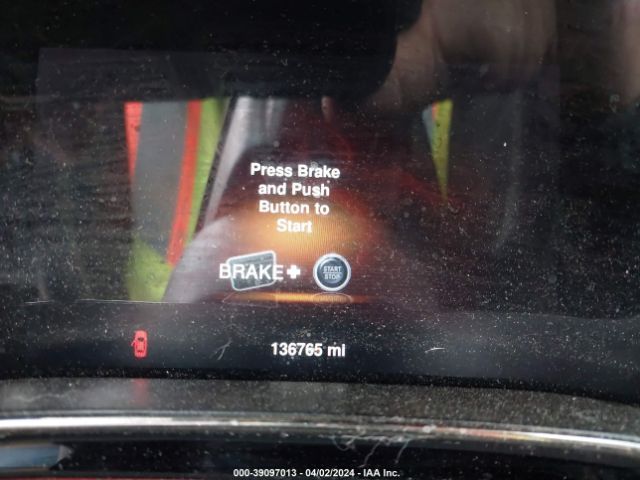 Press Brake
and Push
Button to
Start
BRAKE+
START
STOP
136765 mi
000-39097013 / 04/02/2024 - IAA Inc.